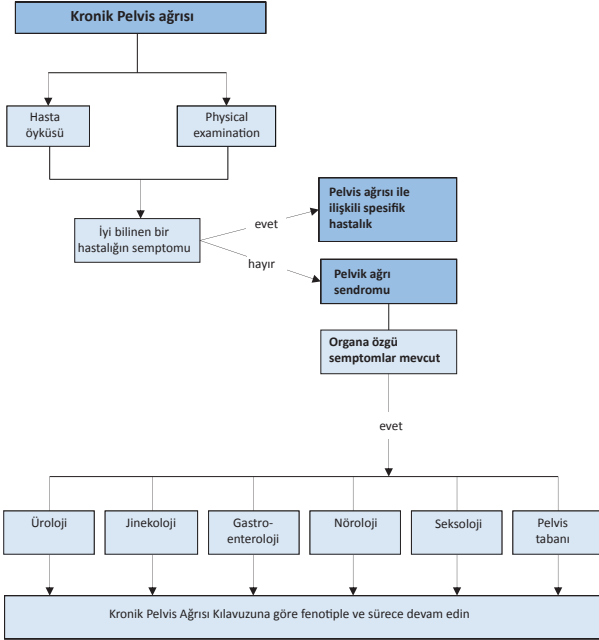 Kronik Pelvis ağrısı
Hasta
öyküsü
Physical
examination
İyi bilinen bir
hastalığın semptomu
evet
hayır
Pelvis ağrısı ile
ilişkili spesifik
hastalık
Pelvik ağrı
sendromu
Organa özgü
semptomlar mevcut
evet
Üroloji
Jinekoloji
Gastro-
enteroloji
Nöroloji
Seksoloji
Pelvis
tabanı
Kronik Pelvis Ağrısı Kılavuzuna göre fenotiple ve sürece devam edin